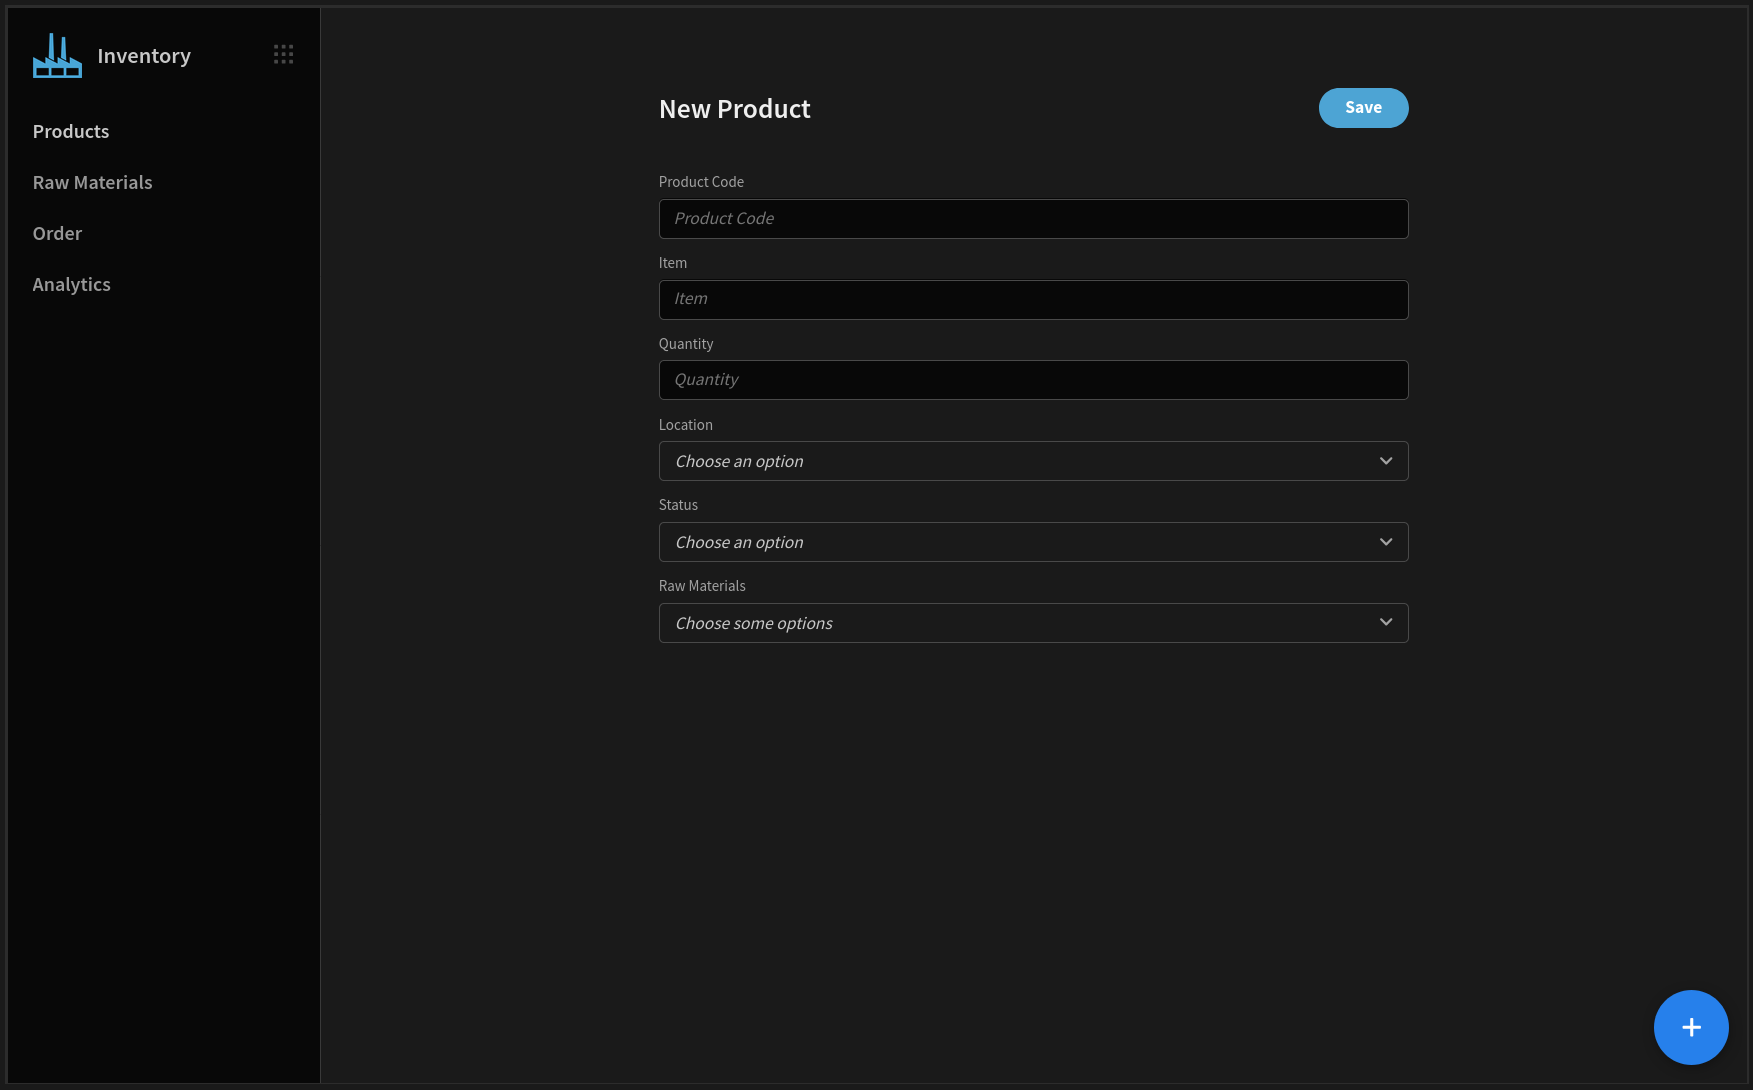 Inventory
Products
Raw Materials
Order
Analytics
New Product
Save
Product Code
Product Code
Item
Item
Quantity
Quantity
Location
Choose an option
Status
Choose an option
Raw Materials
Choose some options
+